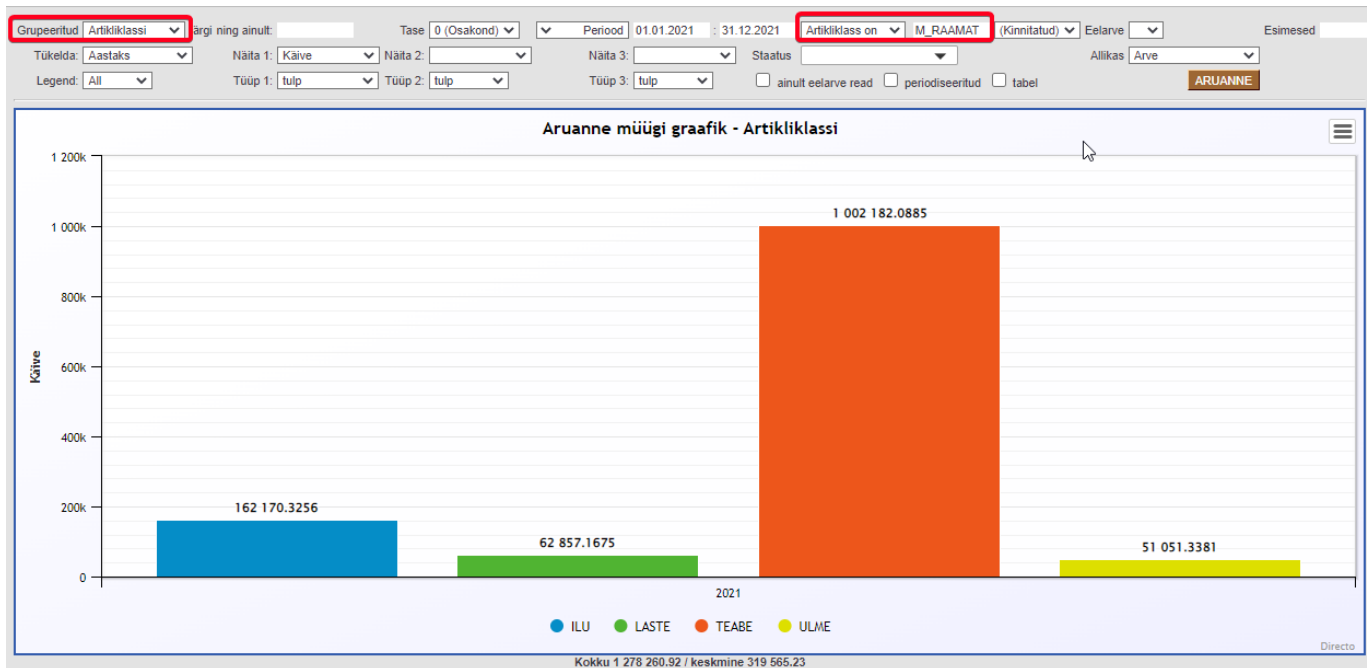 Grupeeritud Artikliklassi järgi ning ainult: Tase 0 (Osakond) Periood 01.01.2021 : 31.12.2021 Artikliklass on M_RAAMAT (Kinnitatud) Eelarve Esimesed
Tükelda: Aastaks Näita 1: Käive Näita 2: Näita 3: Staatus Allikas Arve
Legend: All Tüüp 1: tulp Tüüp 2: tulp Tüüp 3: tulp ainult eelarve read periodiseeritud tabel ARUANNE
Aruanne müügi graafik - Artikliklassi
1 200k
1 000k
800k
600k
400k
200k
0
Käive
162 170.3256
62 857.1675
1 002 182.0885
51 051.3381
2021
ILU LASTE TEABE ULME
Directo
Kokku 1 278 260.92 / keskmine 319 565.23